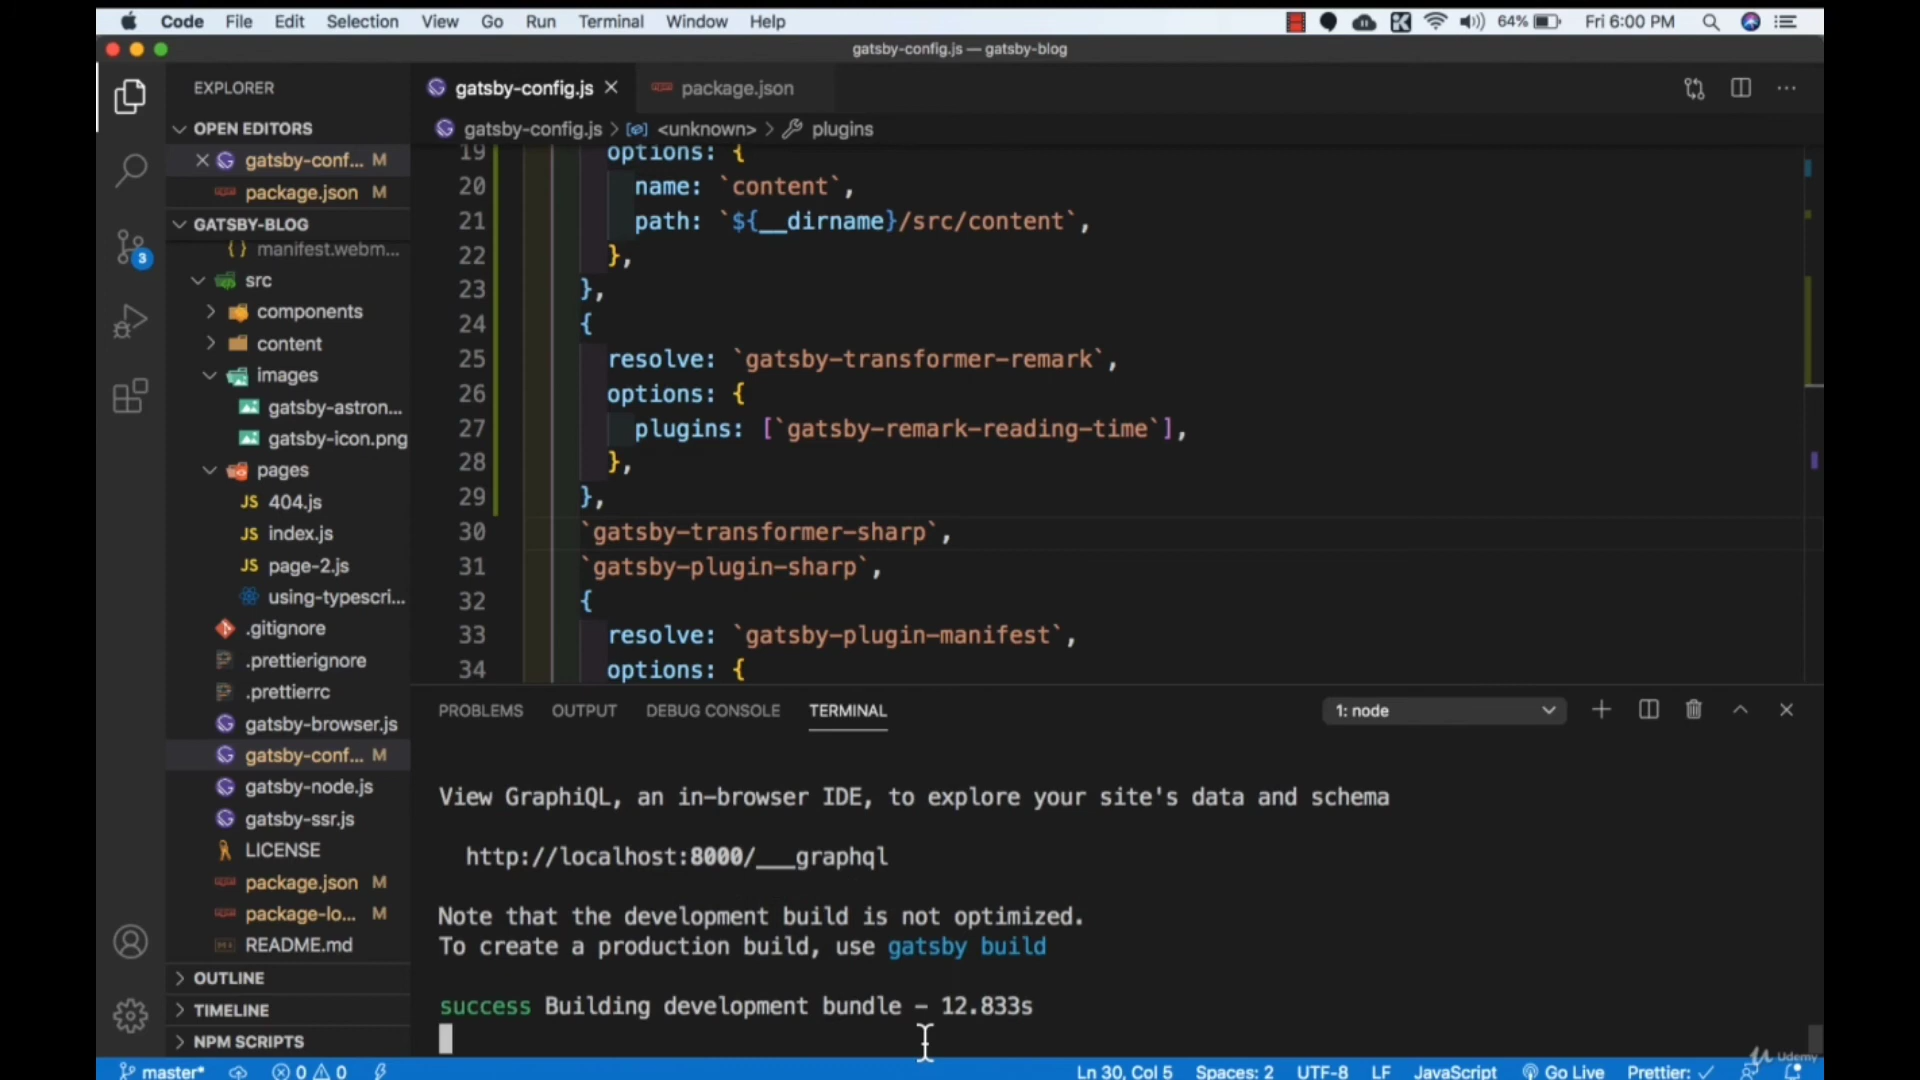 Code File Edit Selection View Go Run Terminal Window Help 64% Fri 6:00 PM
gatsby-config.js — gatsby-blog
EXPLORER
OPEN EDITORS
gatsby-conf... M
package.json M
GATSBY-BLOG
manifest.webm...
src
components
content
images
gatsby-astron...
gatsby-icon.png
pages
404.js
index.js
page-2.js
using-typescri...
.gitignore
.prettierignore
.prettierrc
gatsby-browser.js
gatsby-conf... M
gatsby-node.js
gatsby-ssr.js
LICENSE
package.json M
package-lo... M
README.md
OUTLINE
TIMELINE
NPM SCRIPTS
3
gatsby-config.js package.json
gatsby-config.js > <unknown> > plugins
19 options: {
20 name: `content`,
21 path: `${__dirname}/src/content`,
22 },
23 },
24 {
25 resolve: `gatsby-transformer-remark`,
26 options: {
27 plugins: [`gatsby-remark-reading-time`],
28 },
29 },
30 `gatsby-transformer-sharp`,
31 `gatsby-plugin-sharp`,
32 {
33 resolve: `gatsby-plugin-manifest`,
34 options: {
PROBLEMS OUTPUT DEBUG CONSOLE TERMINAL 1: node
View GraphiQL, an in-browser IDE, to explore your site's data and schema
http://localhost:8000/___graphql
Note that the development build is not optimized.
To create a production build, use gatsby build
success Building development bundle - 12.833s
master* 0 0 Ln 30, Col 5 Spaces: 2 UTF-8 LF JavaScript Go Live Prettier: ✓
Udemy